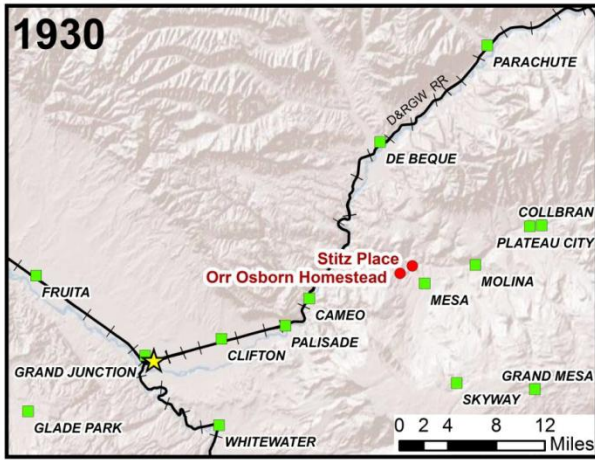 1930
PARACHUTE
D&RGW RR
DE BEQUE
COLLBRAN
PLATEAU CITY
Stitz Place
Orr Osborn Homestead
MOLINA
MESA
FRUITA
CAMEO
PALISADE
CLIFTON
GRAND JUNCTION
GRAND MESA
SKYWAY
GLADE PARK
WHITEWATER
0 2 4 8 12
Miles